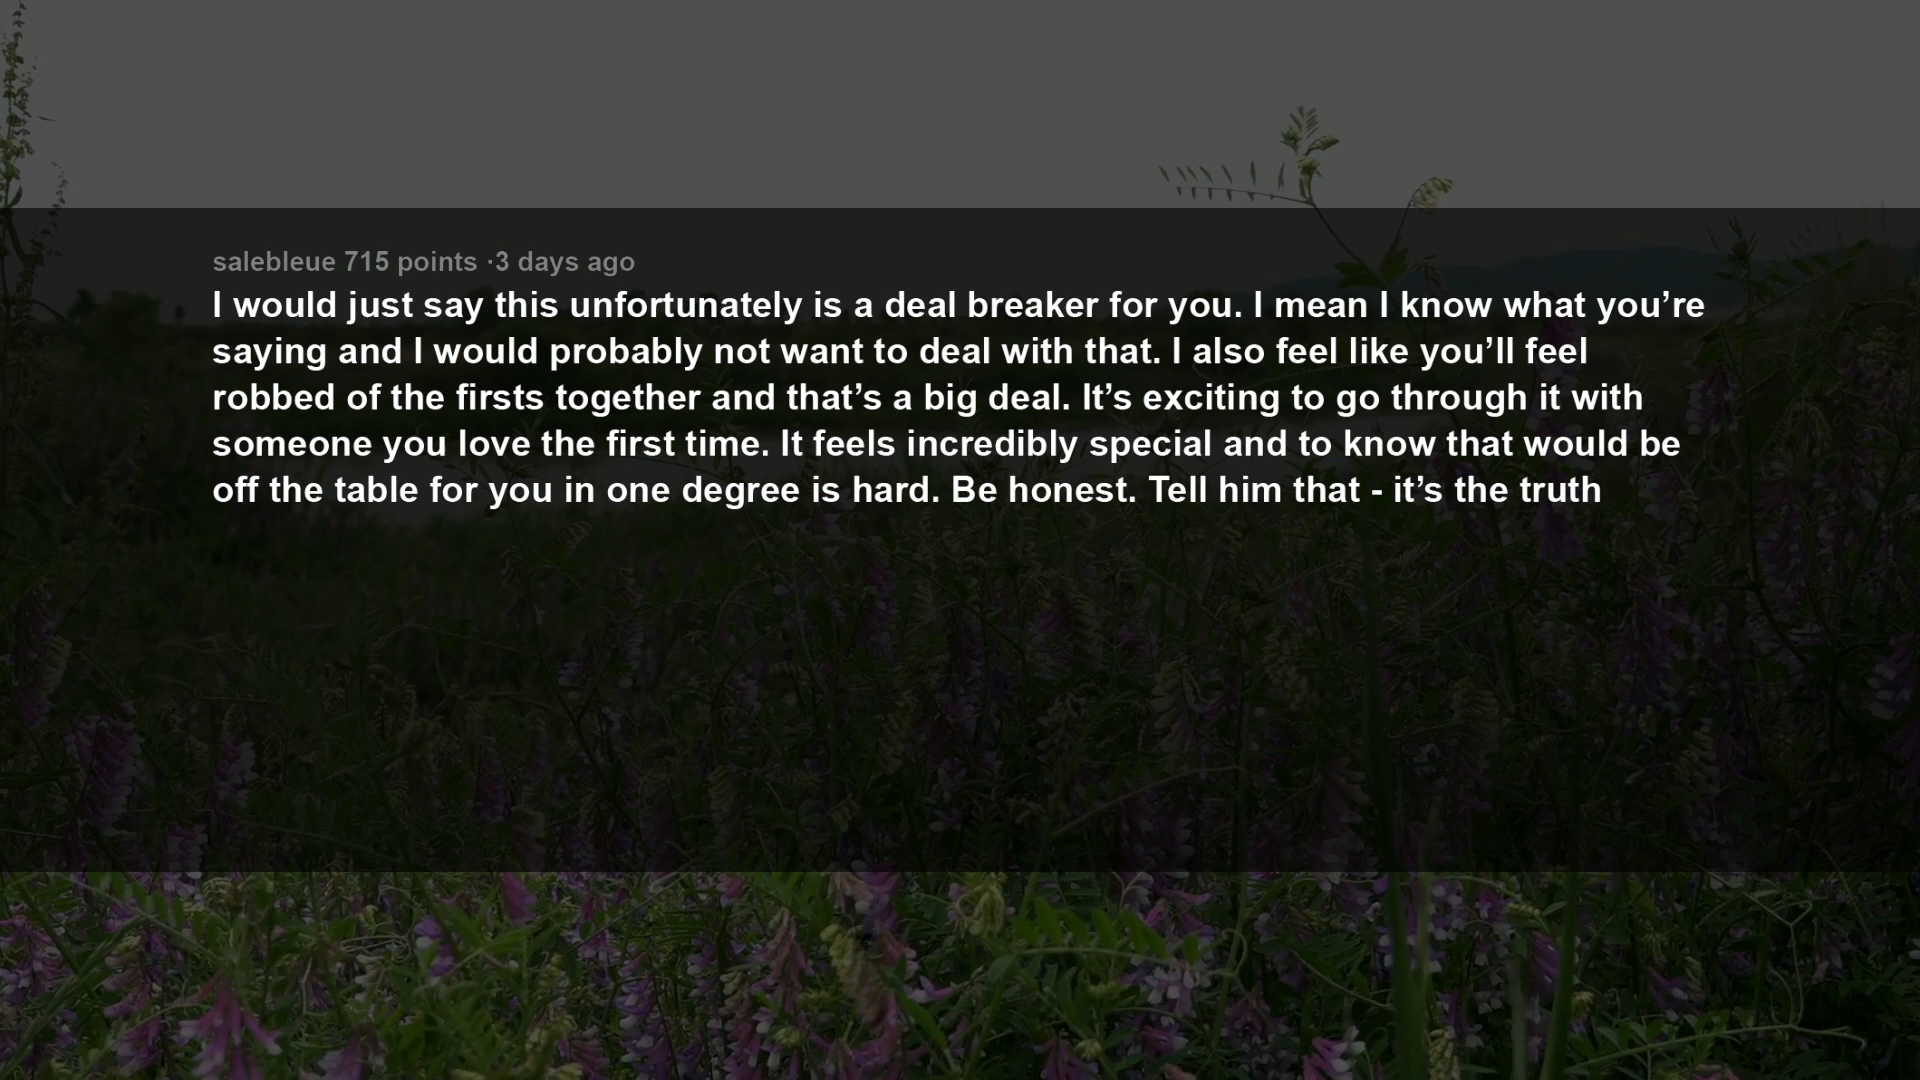 salebleue 715 points ·3 days ago
I would just say this unfortunately is a deal breaker for you. I mean I know what you’re
saying and I would probably not want to deal with that. I also feel like you’ll feel
robbed of the firsts together and that’s a big deal. It’s exciting to go through it with
someone you love the first time. It feels incredibly special and to know that would be
off the table for you in one degree is hard. Be honest. Tell him that - it’s the truth